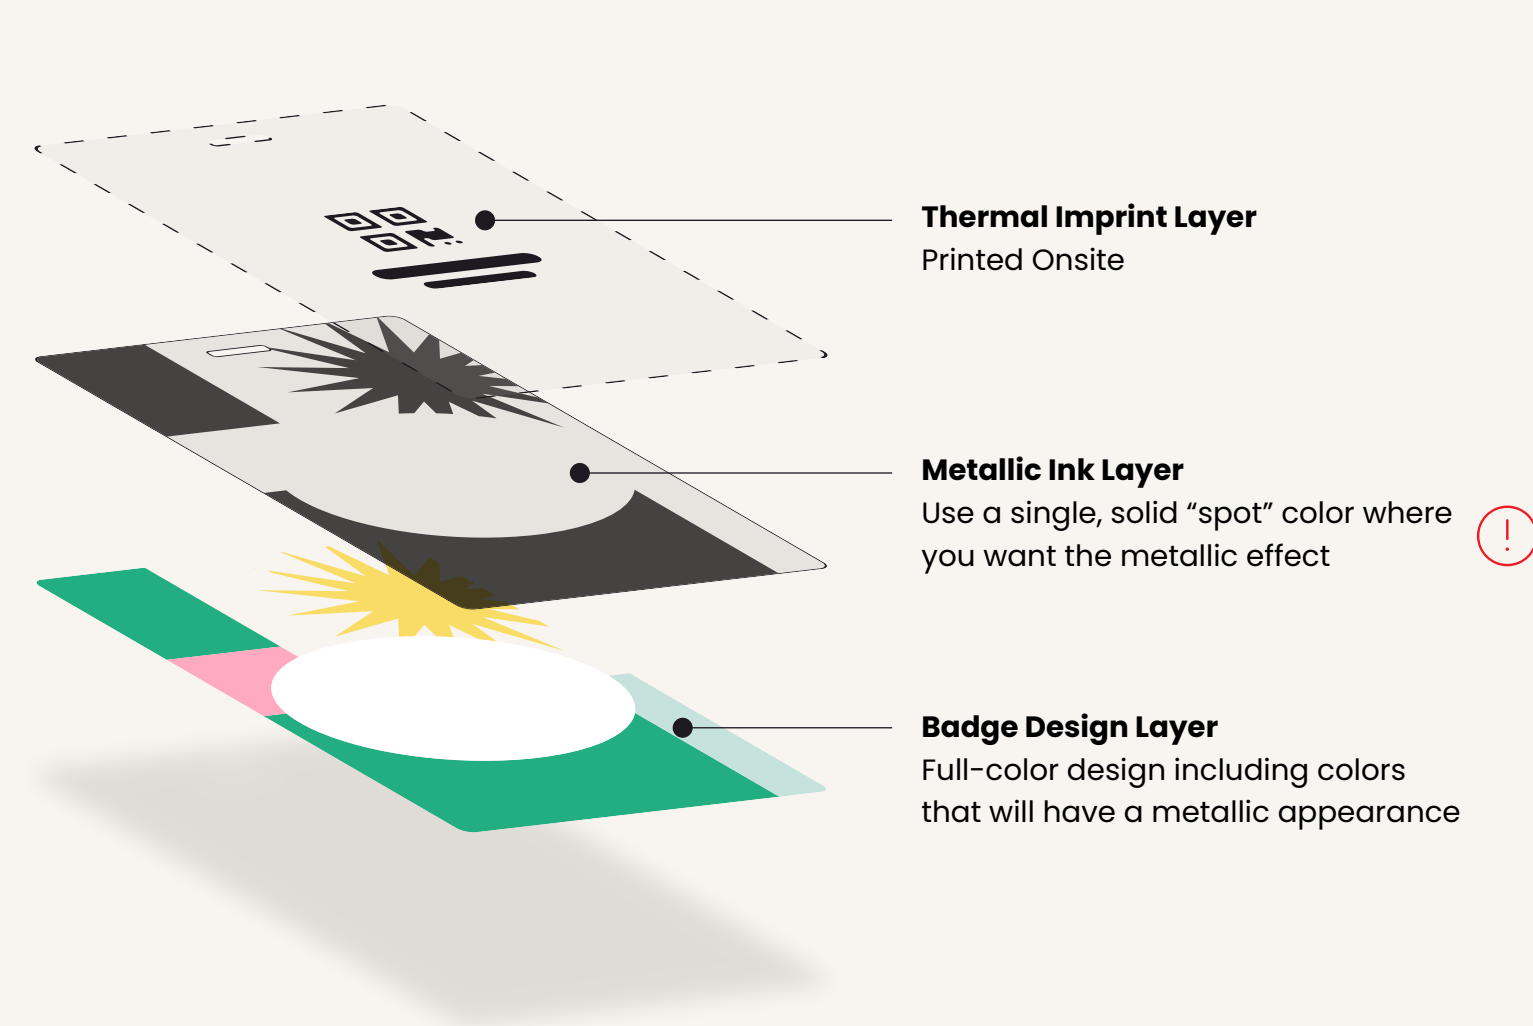 Thermal Imprint Layer
Printed Onsite
Metallic Ink Layer
Use a single, solid “spot” color where
you want the metallic effect
!
Badge Design Layer
Full-color design including colors
that will have a metallic appearance